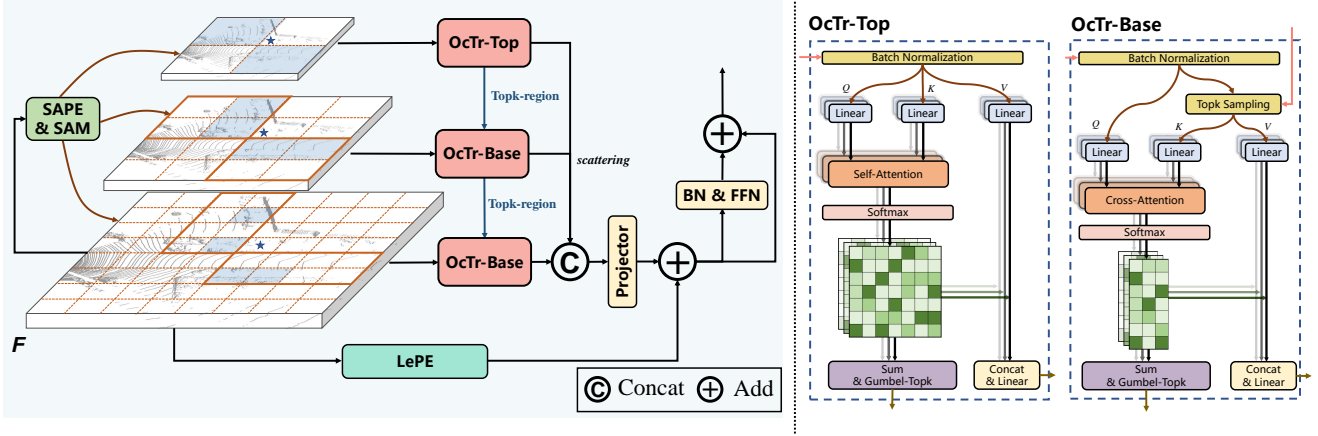 SAPE
& SAM
OcTr-Top
Topk-region
OcTr-Base
scattering
Topk-region
OcTr-Base
C
Projector
BN & FFN
F
LePE
C Concat
Add
OcTr-Top
Batch Normalization
Q
K
V
Linear
Linear
Linear
Self-Attention
Softmax
Sum
& Gumbel-Topk
Concat
& Linear
OcTr-Base
Batch Normalization
Topk Sampling
Q
K
V
Linear
Linear
Linear
Cross-Attention
Softmax
Sum
& Gumbel-Topk
Concat
& Linear